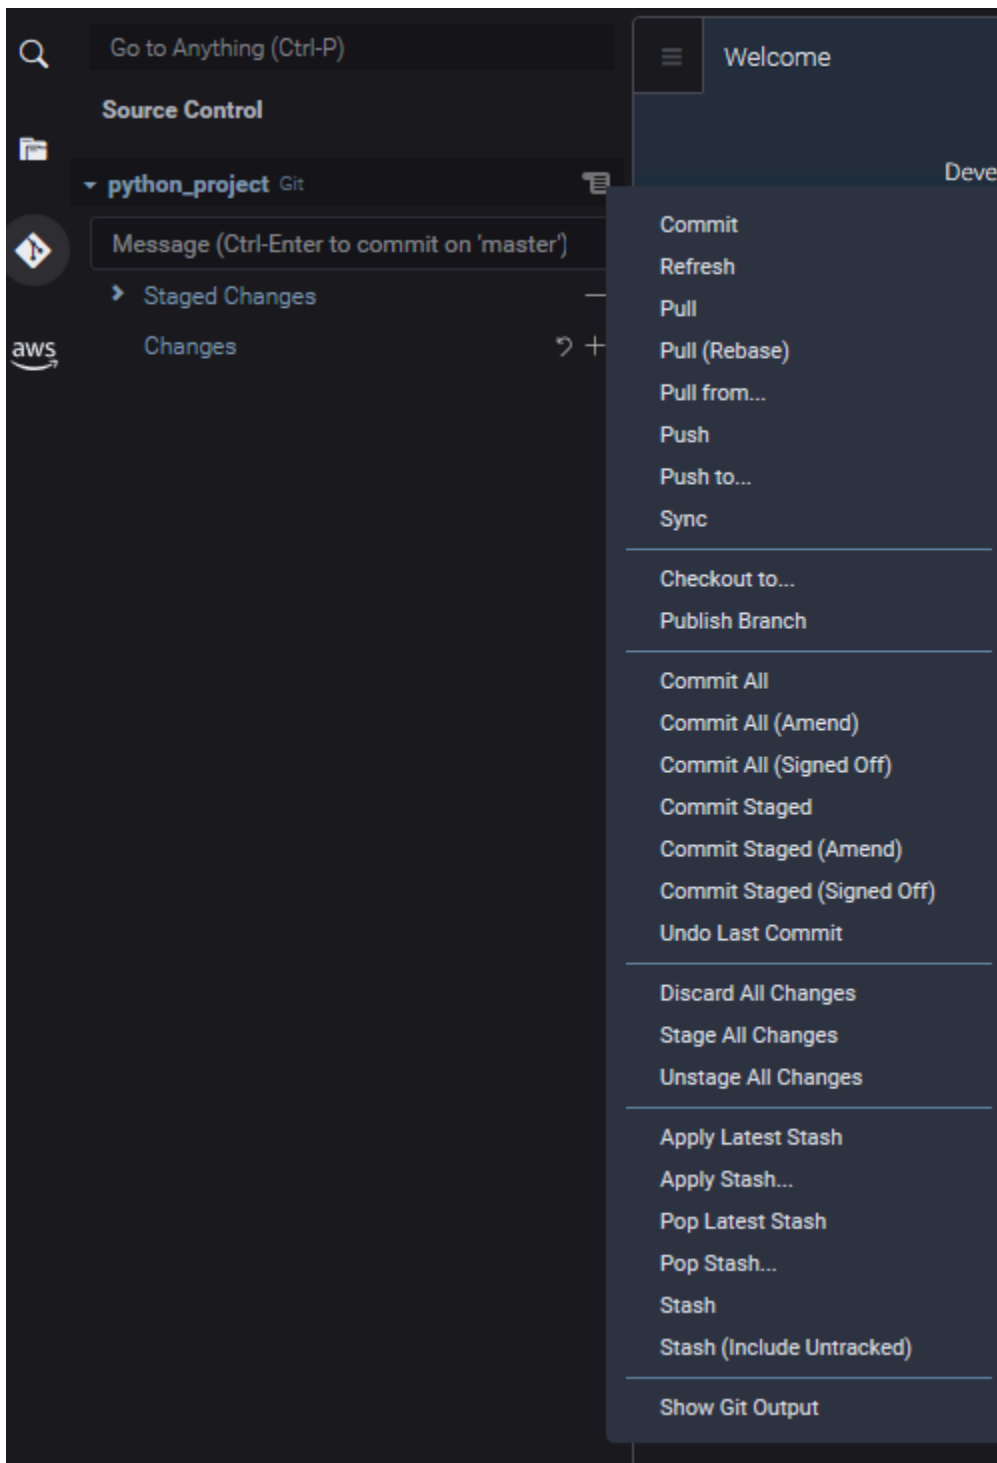 Go to Anything (Ctrl-P)
Welcome
Source Control
Deve
python_project Git
Message (Ctrl-Enter to commit on 'master')
Staged Changes
Changes
aws
Commit
Refresh
Pull
Pull (Rebase)
Pull from...
Push
Push to...
Sync
Checkout to...
Publish Branch
Commit All
Commit All (Amend)
Commit All (Signed Off)
Commit Staged
Commit Staged (Amend)
Commit Staged (Signed Off)
Undo Last Commit
Discard All Changes
Stage All Changes
Unstage All Changes
Apply Latest Stash
Apply Stash...
Pop Latest Stash
Pop Stash...
Stash
Stash (Include Untracked)
Show Git Output